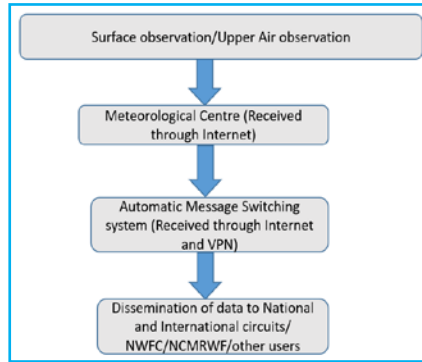 Surface observation/Upper Air observation
Meteorological Centre (Received
through Internet)
Automatic Message Switching
system (Received through Internet
and VPN)
Dissemination of data to National
and International circuits/
NWFC/NCMRWF/other users